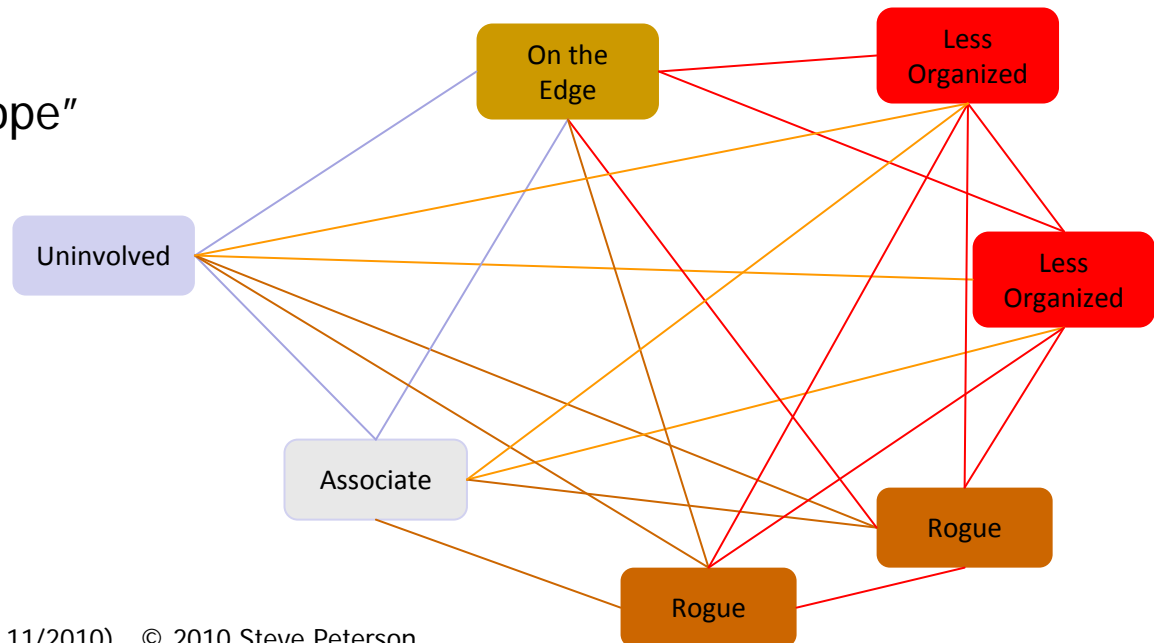 On the
Edge
Less
Organized
ope"
Uninvolved
Less
Organized
Associate
Rogue
Rogue
11/2010) © 2010 Steve Peterson